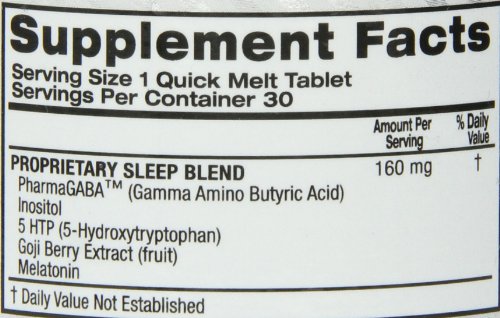 Supplement Facts
Serving Size 1 Quick Melt Tablet
Servings Per Container 30
Amount Per Serving
% Daily Value
PROPRIETARY SLEEP BLEND 160 mg †
PharmaGABA™ (Gamma Amino Butyric Acid)
Inositol
5 HTP (5-Hydroxytryptophan)
Goji Berry Extract (fruit)
Melatonin
† Daily Value Not Established